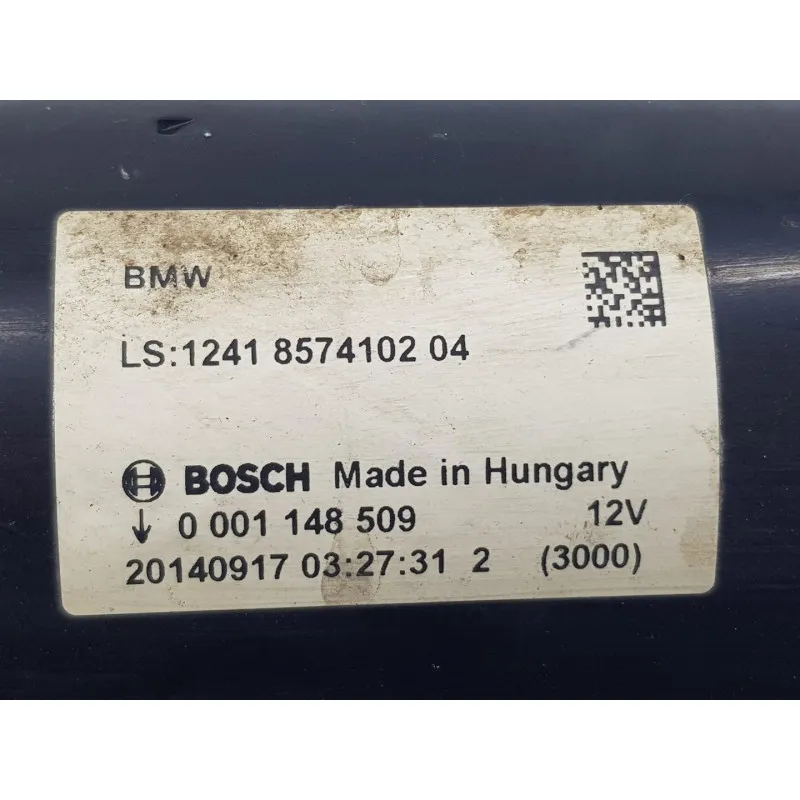 BMW
LS:1241 8574102 04
BOSCH Made in Hungary
↓ 0 001 148 509 12V
20140917 03:27:31 2 (3000)